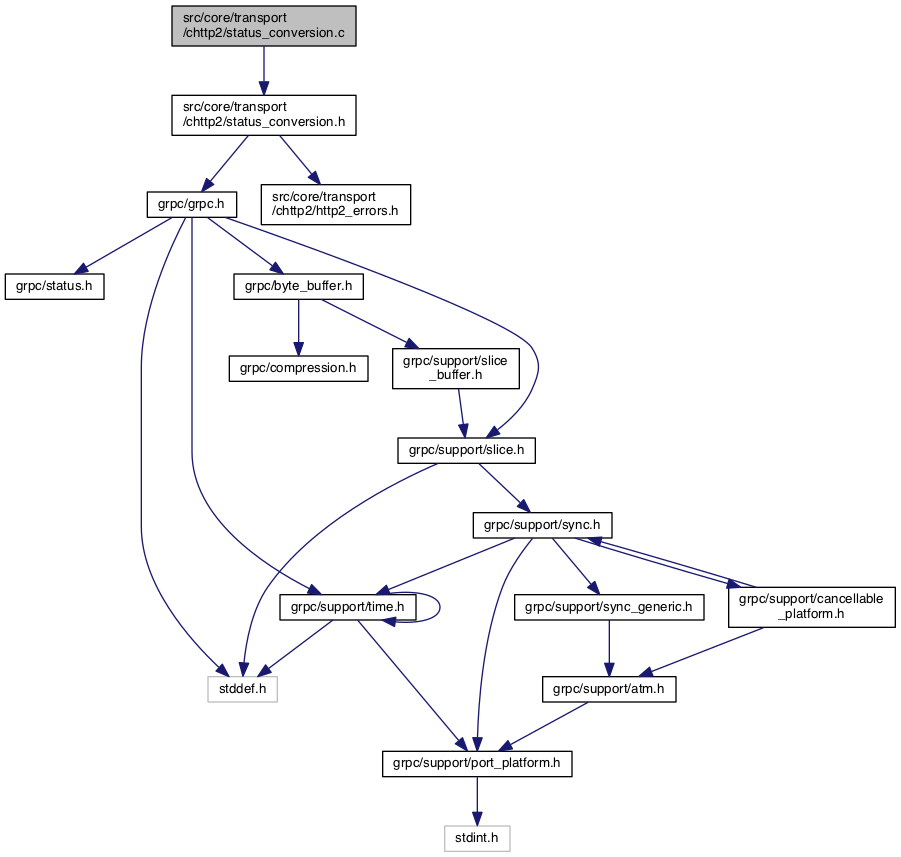 src/core/transport
/chttp2/status_conversion.c
src/core/transport
/chttp2/status_conversion.h
grpc/grpc.h
src/core/transport
/chttp2/http2_errors.h
grpc/status.h
grpc/byte_buffer.h
grpc/compression.h
grpc/support/slice
_buffer.h
grpc/support/slice.h
grpc/support/sync.h
grpc/support/time.h
grpc/support/sync_generic.h
grpc/support/cancellable
_platform.h
stddef.h
grpc/support/atm.h
grpc/support/port_platform.h
stdint.h